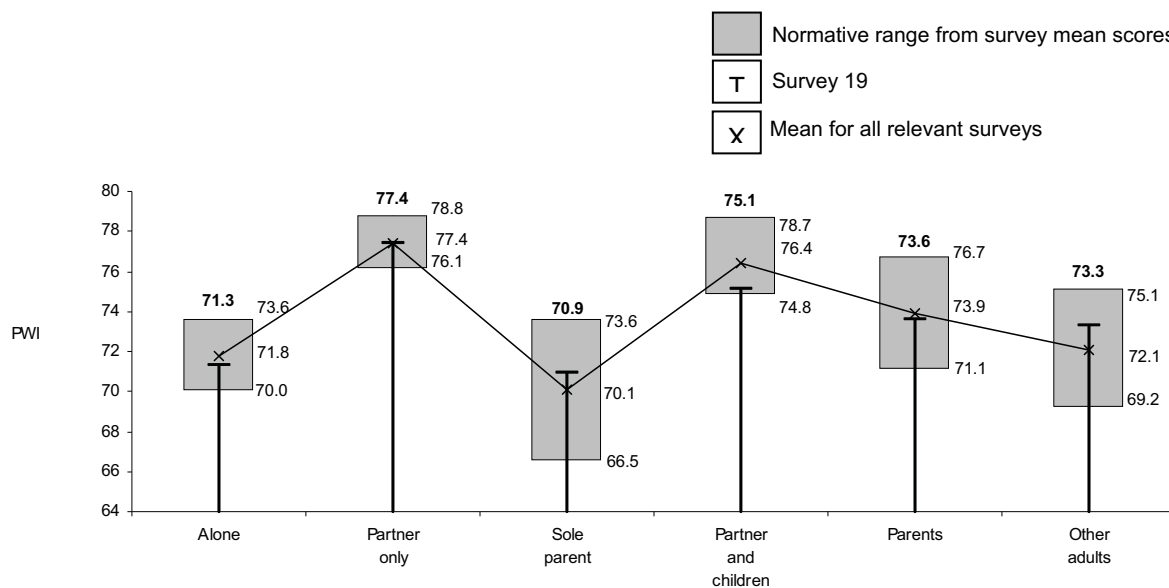 Normative range from survey mean scores
Survey 19
X Mean for all relevant surveys
PWI
80
78
76
74
72
70
68
66
64
71.3
73.6
71.8
70.0
77.4
78.8
77.4
76.1
70.9
73.6
70.1
66.5
75.1
78.7
76.4
74.8
73.6
76.7
73.9
71.1
73.3
75.1
72.1
69.2
Alone
Partner
only
Sole
parent
Partner
and
children
Parents
Other
adults